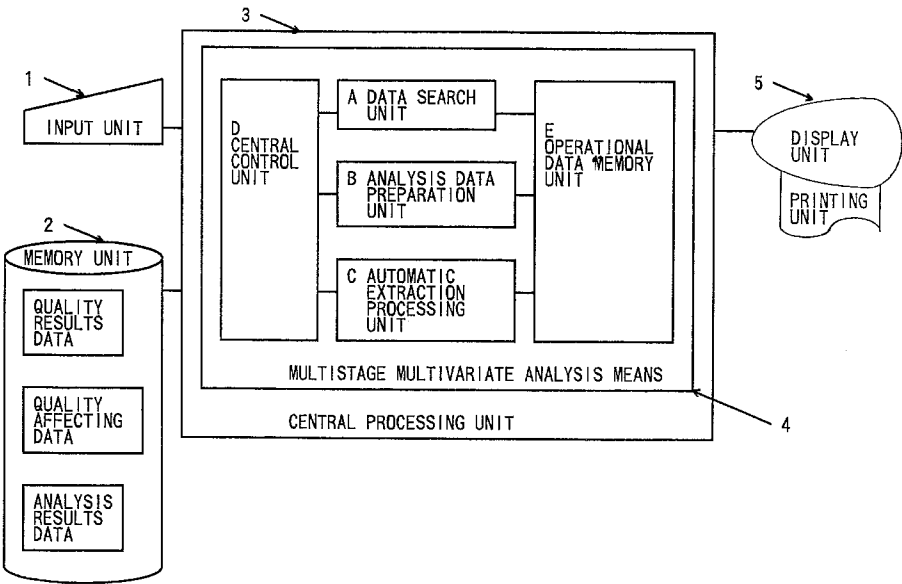 3
1
INPUT UNIT
D
CENTRAL
CONTROL
UNIT
A DATA SEARCH
UNIT
B ANALYSIS DATA
PREPARATION
UNIT
C AUTOMATIC
EXTRACTION
PROCESSING
UNIT
E
OPERATIONAL
DATA MEMORY
UNIT
MULTISTAGE MULTIVARIATE ANALYSIS MEANS
CENTRAL PROCESSING UNIT
4
5
DISPLAY
UNIT
PRINTING
UNIT
2
MEMORY UNIT
QUALITY
RESULTS
DATA
QUALITY
AFFECTING
DATA
ANALYSIS
RESULTS
DATA